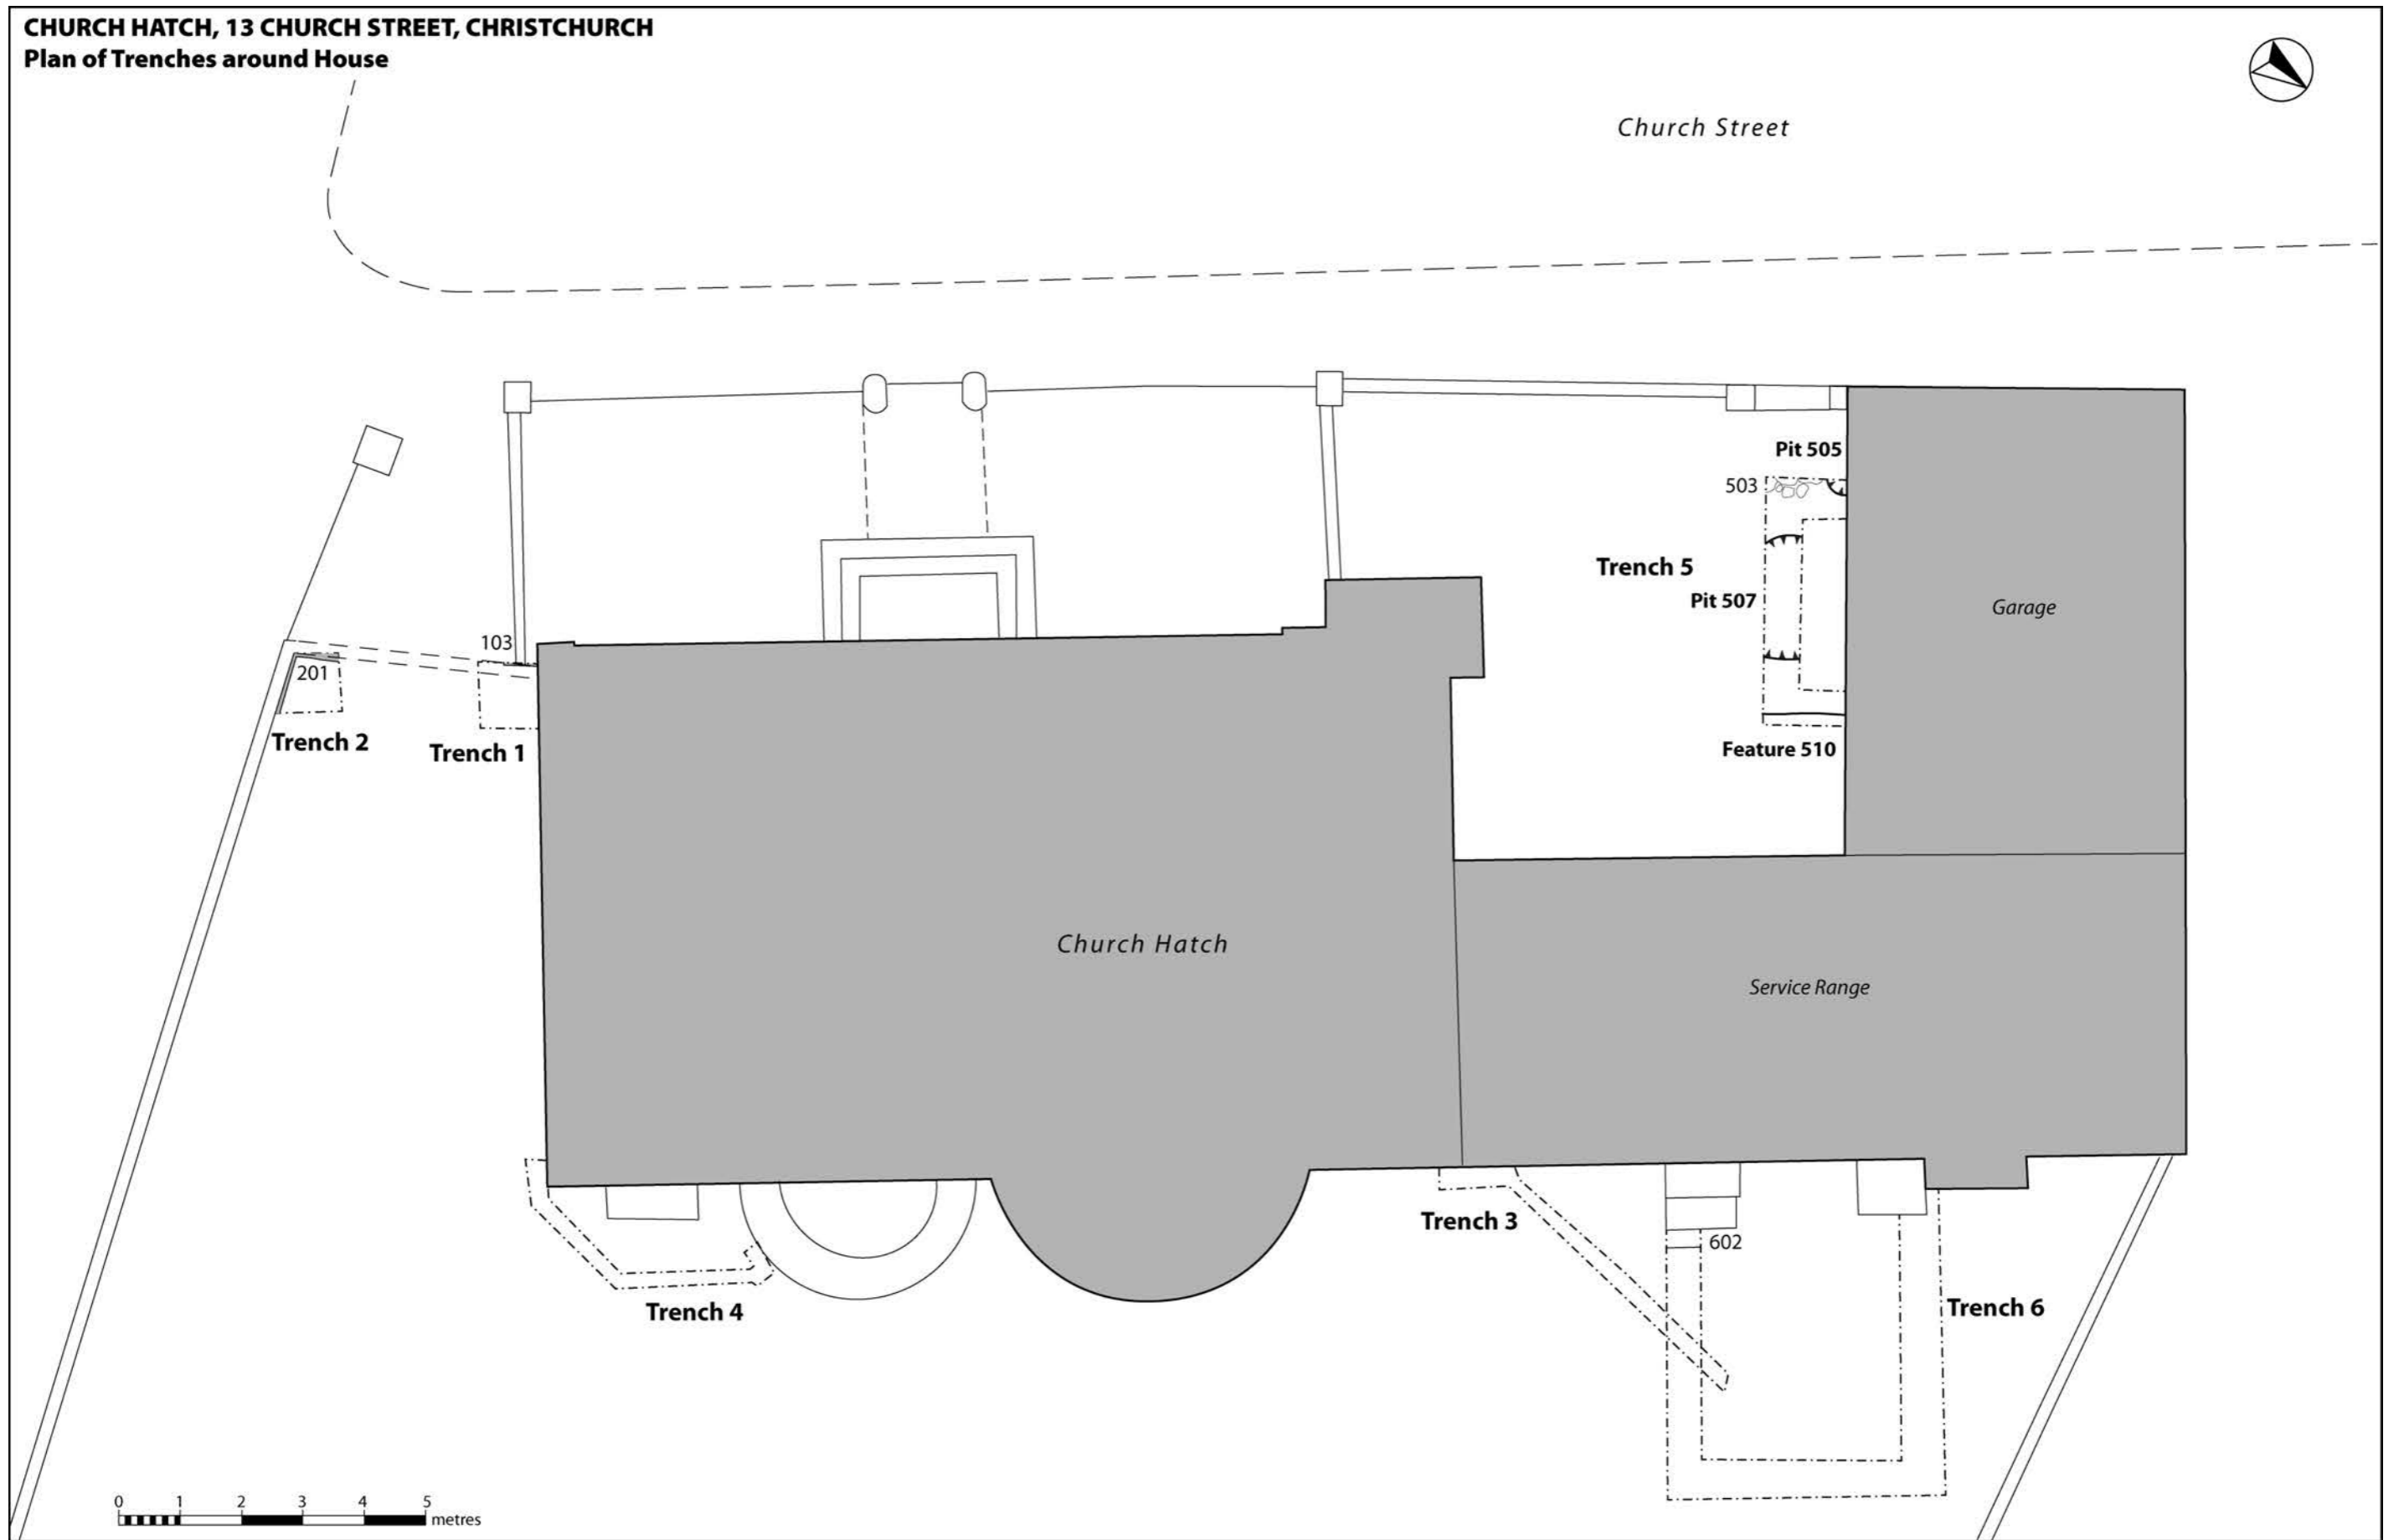 CHURCH HATCH, 13 CHURCH STREET, CHRISTCHURCH
Plan of Trenches around House
Church Street
Pit 505
503
Trench 5
Pit 507
Garage
103
201
Trench 2
Trench 1
Feature 510
Church Hatch
Service Range
Trench 3
602
Trench 4
Trench 6
0 1 2 3 4 5
metres